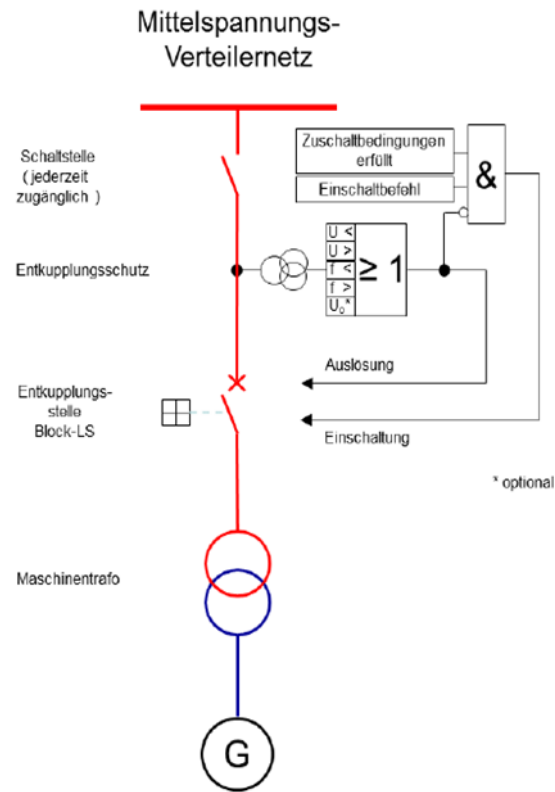 Mittelspannungs-
Verteilernetz
Schaltstelle
( jederzeit
zugänglich )
Zuschaltbedingungen
erfüllt
Einschaltbefehl
&
Entkupplungsschutz
U <
U >
f <
f >
U₀*
≥ 1
Auslösung
Entkupplungs-
stelle
Block-LS
Einschaltung
* optional
Maschinentrafo
G